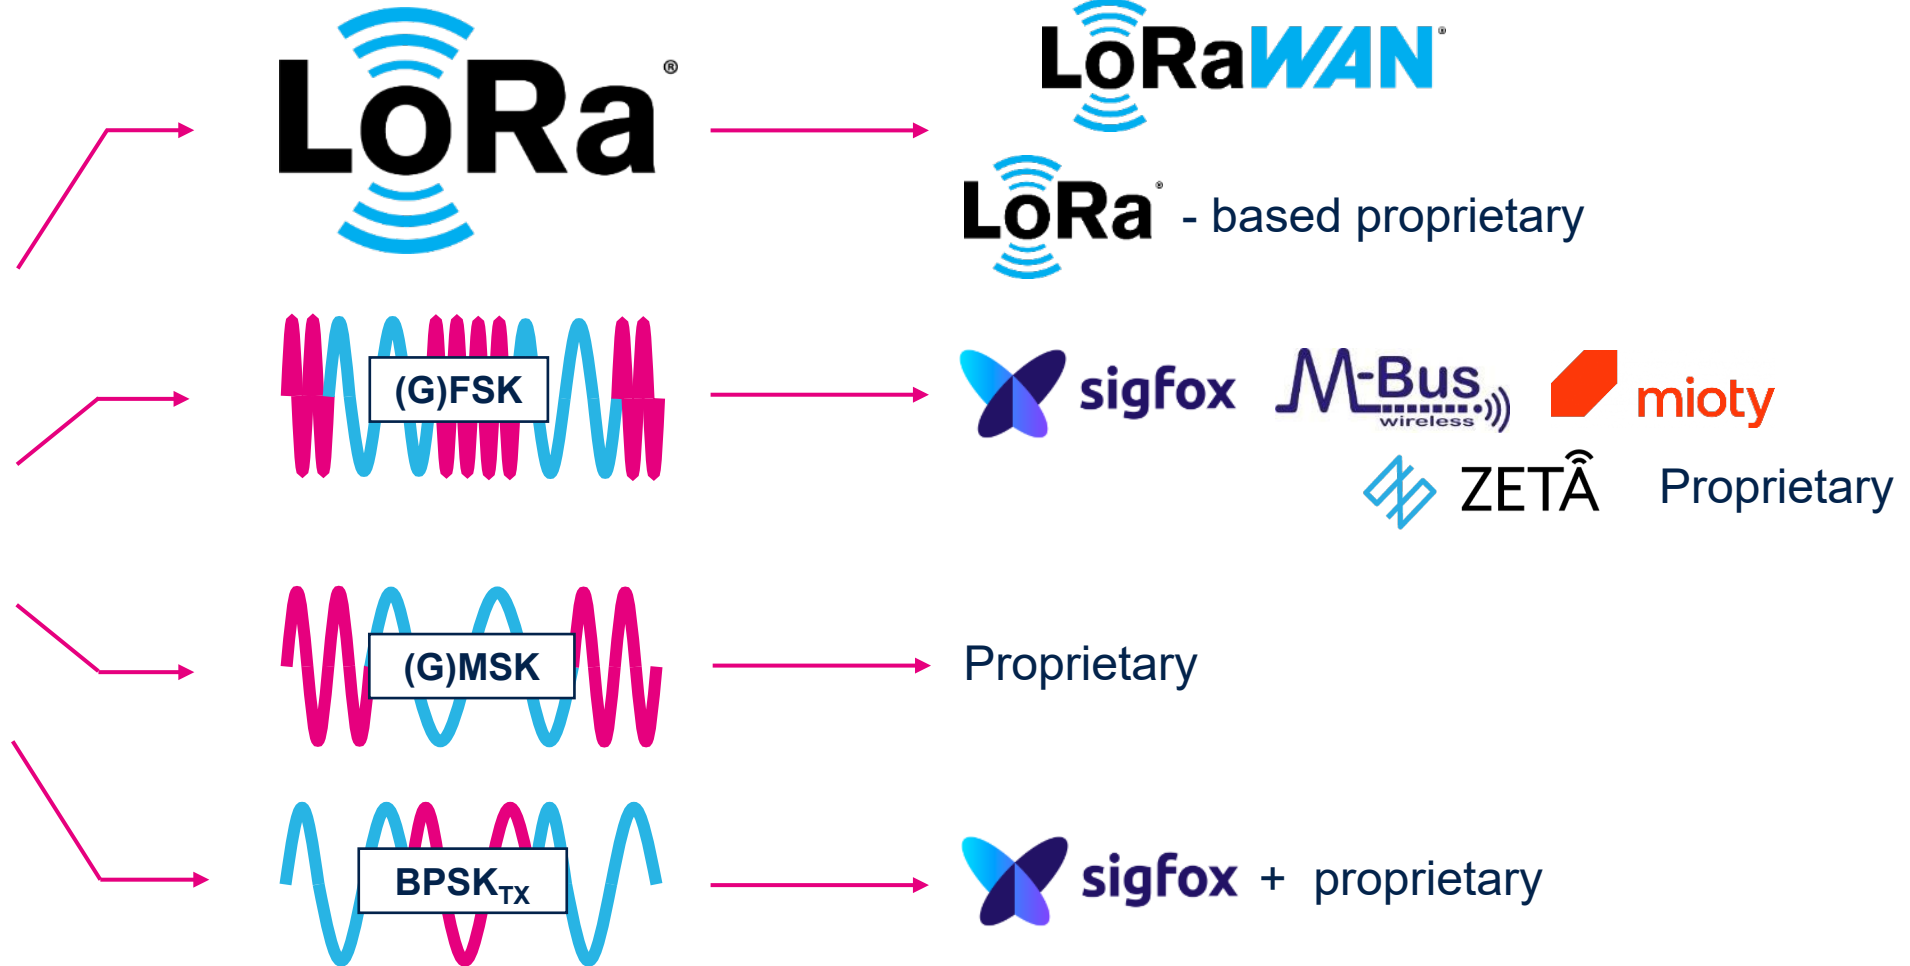 LoRa®
LoRaWAN®
LoRa® - based proprietary
(G)FSK
sigfox
M-Bus
wireless
mioty
ZETA
Proprietary
(G)MSK
Proprietary
BPSKTX
sigfox + proprietary